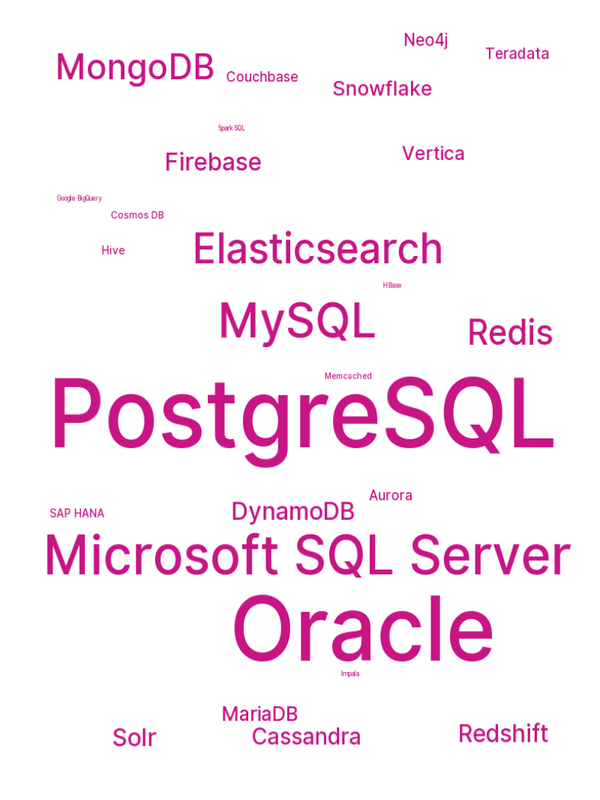 Neo4j
Teradata
MongoDB
Couchbase
Snowflake
Spark SQL
Vertica
Firebase
Google BigQuery
Cosmos DB
Hive
Elasticsearch
HBase
MySQL
Redis
Memcached
PostgreSQL
Aurora
SAP HANA
DynamoDB
Microsoft SQL Server
Oracle
Impala
MariaDB
Solr
Cassandra
Redshift